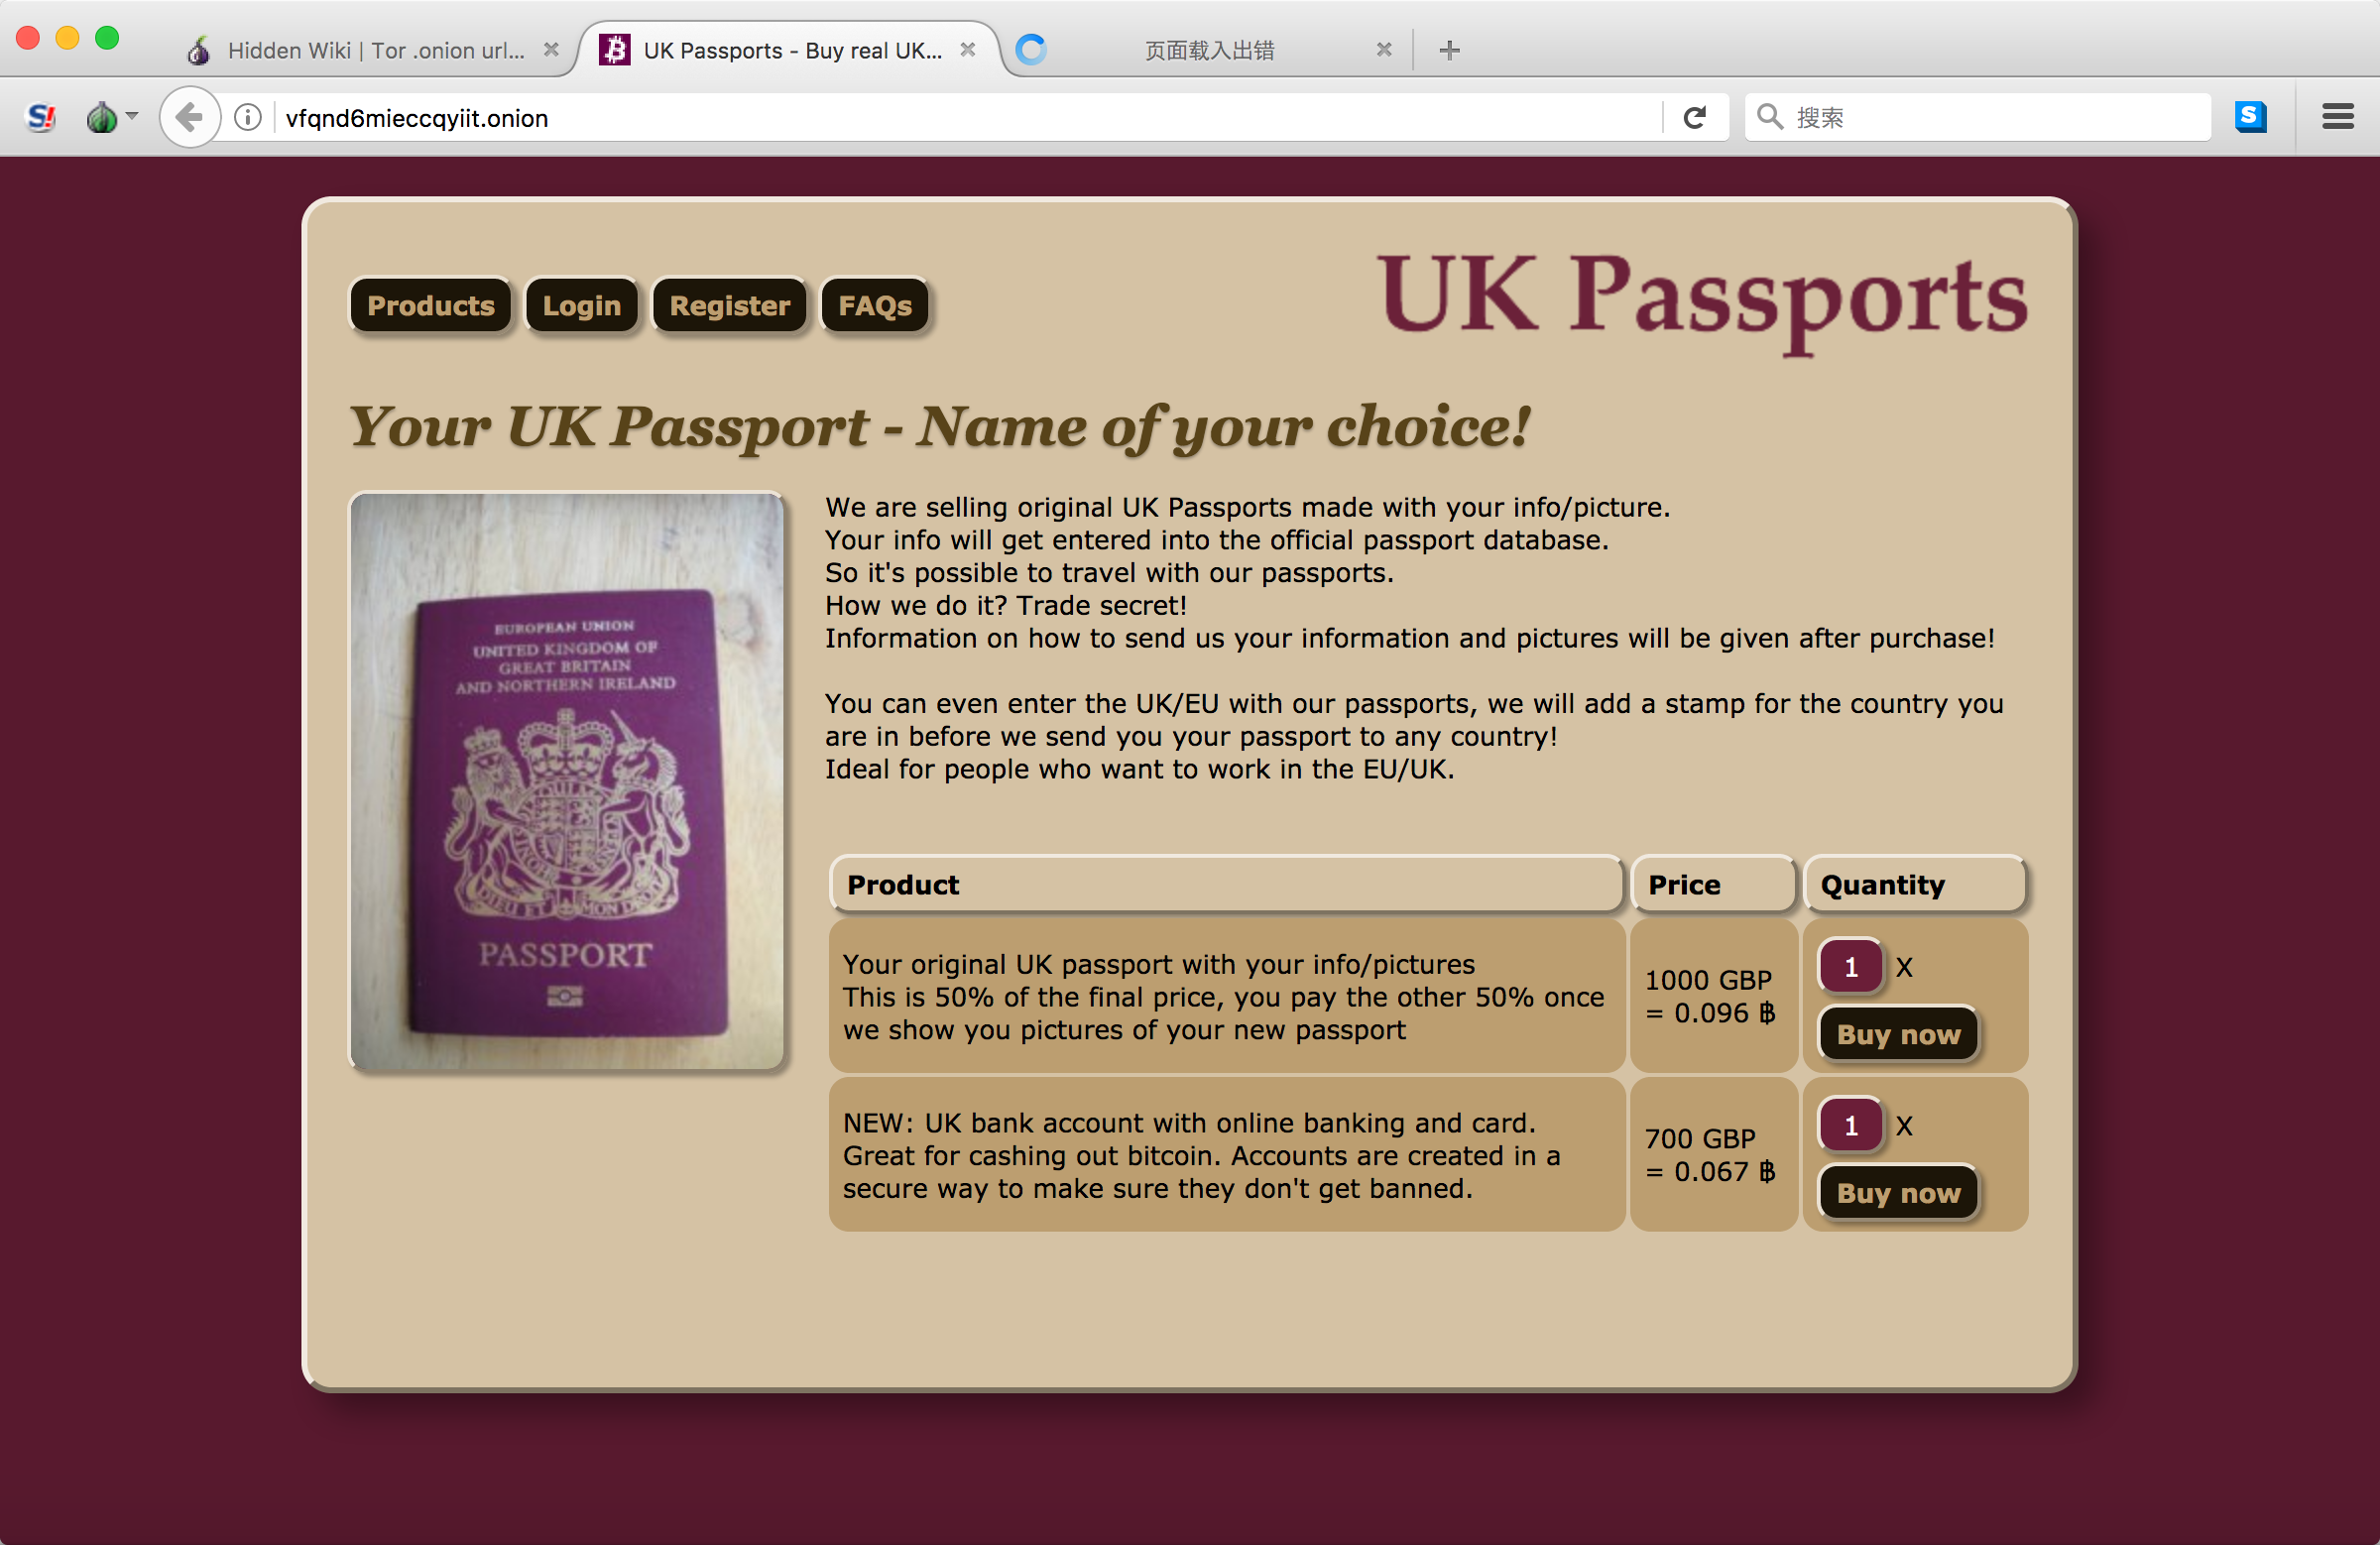 Hidden Wiki | Tor .onion url...
UK Passports - Buy real UK...
页面载入出错
vfqnd6mieccqyiit.onion
搜索
Products
Login
Register
FAQs
UK Passports
Your UK Passport - Name of your choice!
EUROPEAN UNION
UNITED KINGDOM OF
GREAT BRITAIN
AND NORTHERN IRELAND
DIEU ET MON DROIT
PASSPORT
We are selling original UK Passports made with your info/picture.
Your info will get entered into the official passport database.
So it's possible to travel with our passports.
How we do it? Trade secret!
Information on how to send us your information and pictures will be given after purchase!
You can even enter the UK/EU with our passports, we will add a stamp for the country you
are in before we send you your passport to any country!
Ideal for people who want to work in the EU/UK.
Product
Price
Quantity
Your original UK passport with your info/pictures
This is 50% of the final price, you pay the other 50% once
we show you pictures of your new passport
1000 GBP
= 0.096 ฿
1 X
Buy now
NEW: UK bank account with online banking and card.
Great for cashing out bitcoin. Accounts are created in a
secure way to make sure they don't get banned.
700 GBP
= 0.067 ฿
1 X
Buy now